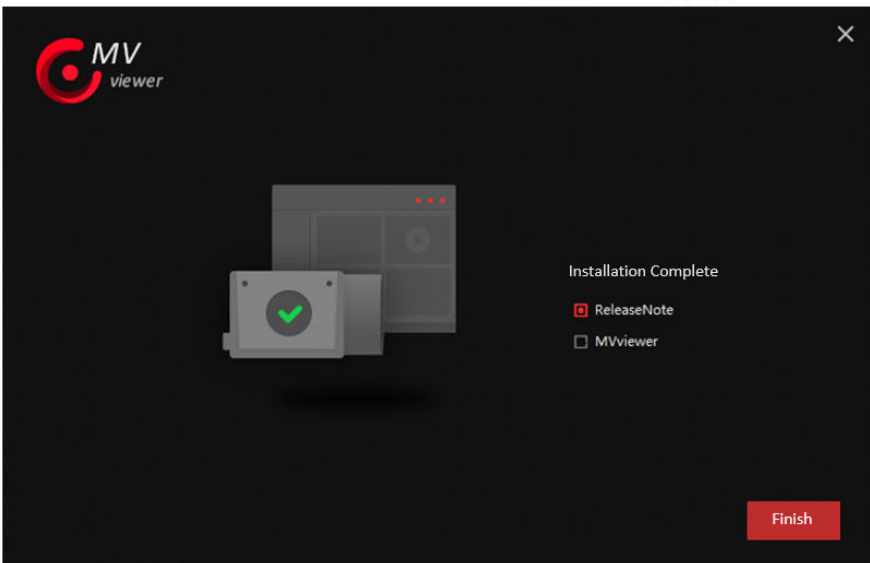 MV
viewer
Installation Complete
ReleaseNote
MVviewer
Finish